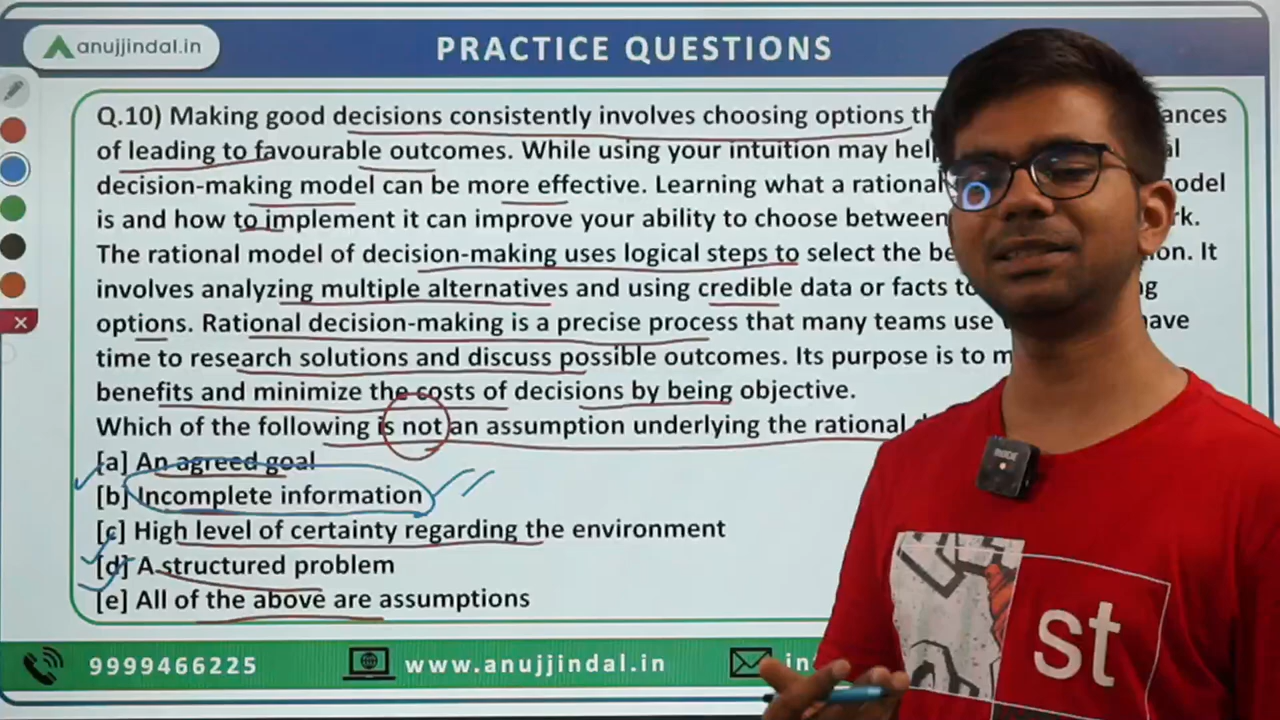 anujjindal.in
PRACTICE QUESTIONS
Q.10) Making good decisions consistently involves choosing options
of leading to favourable outcomes. While using your intuition may
decision-making model can be more effective. Learning what a rational
is and how to implement it can improve your ability to choose between
The rational model of decision-making uses logical steps to select the It
involves analyzing multiple alternatives and using credible data or facts
options. Rational decision-making is a precise process that many teams use
time to research solutions and discuss possible outcomes. Its purpose is to
benefits and minimize the costs of decisions by being objective.
Which of the following is not an assumption underlying the rational
[a] An agreed goal
[b] Incomplete information
[c] High level of certainty regarding the environment
[d] A structured problem
[e] All of the above are assumptions
9999466225
www.anujjindal.in
RODE
st